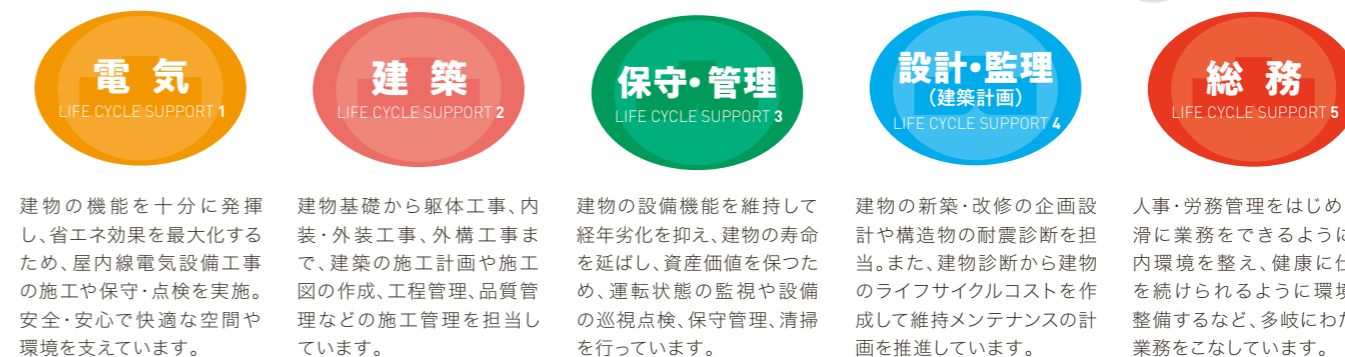 電気
LIFE CYCLE SUPPORT 1
建物の機能を十分に発揮
し、省エネ効果を最大化する
ため、屋内線電気設備工事
の施工や保守・点検を実施。
安全・安心で快適な空間や
環境を支えています。
建築
LIFE CYCLE SUPPORT 2
建物基礎から躯体工事、内
装・外装工事、外構工事ま
で、建築の施工計画や施工
図の作成、工程管理、品質管
理などの施工管理を担当し
ています。
保守・管理
LIFE CYCLE SUPPORT 3
建物の設備機能を維持して
経年劣化を抑え、建物の寿命
を延ばし、資産価値を保つた
め、運転状態の監視や設備
の巡視点検、保守管理、清掃
を行っています。
設計・監理
(建築計画)
LIFE CYCLE SUPPORT 4
建物の新築・改修の企画設
計や構造物の耐震診断を担
当。また、建物診断から建物
のライフサイクルコストを作
成して維持メンテナンスの計
画を推進しています。
総務
LIFE CYCLE SUPPORT 5
人事・労務管理をはじめ
滑に業務をできるように
内環境を整え、健康に仕
を続けられるように環境
整備するなど、多岐にわた
業務をこなしています。